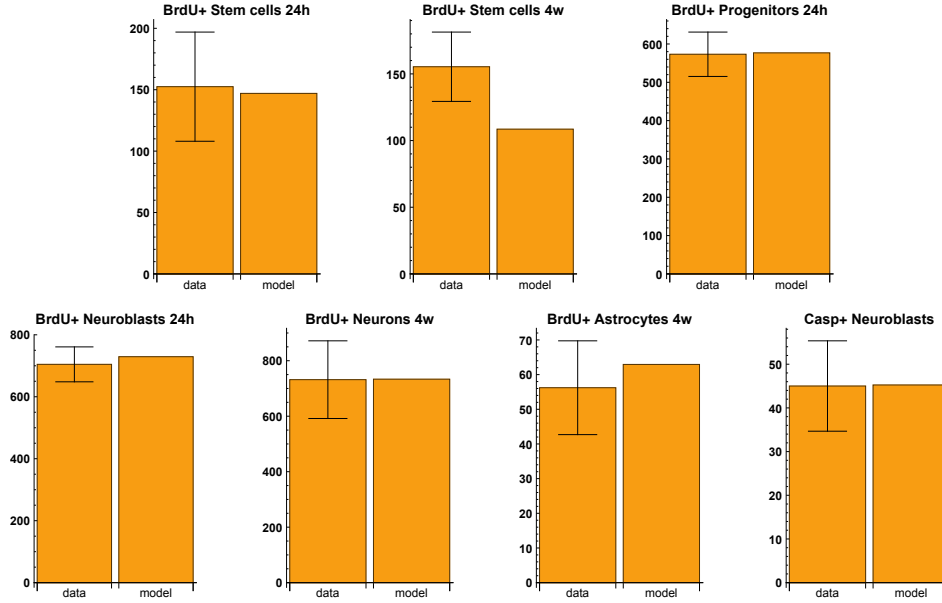 BrdU+ Stem cells 24h
200
150
100
50
0
data model
BrdU+ Stem cells 4w
150
100
50
0
data model
BrdU+ Progenitors 24h
600
500
400
300
200
100
0
data model
BrdU+ Neuroblasts 24h
800
600
400
200
0
data model
BrdU+ Neurons 4w
800
600
400
200
0
data model
BrdU+ Astrocytes 4w
70
60
50
40
30
20
10
0
data model
Casp+ Neuroblasts
50
40
30
20
10
0
data model